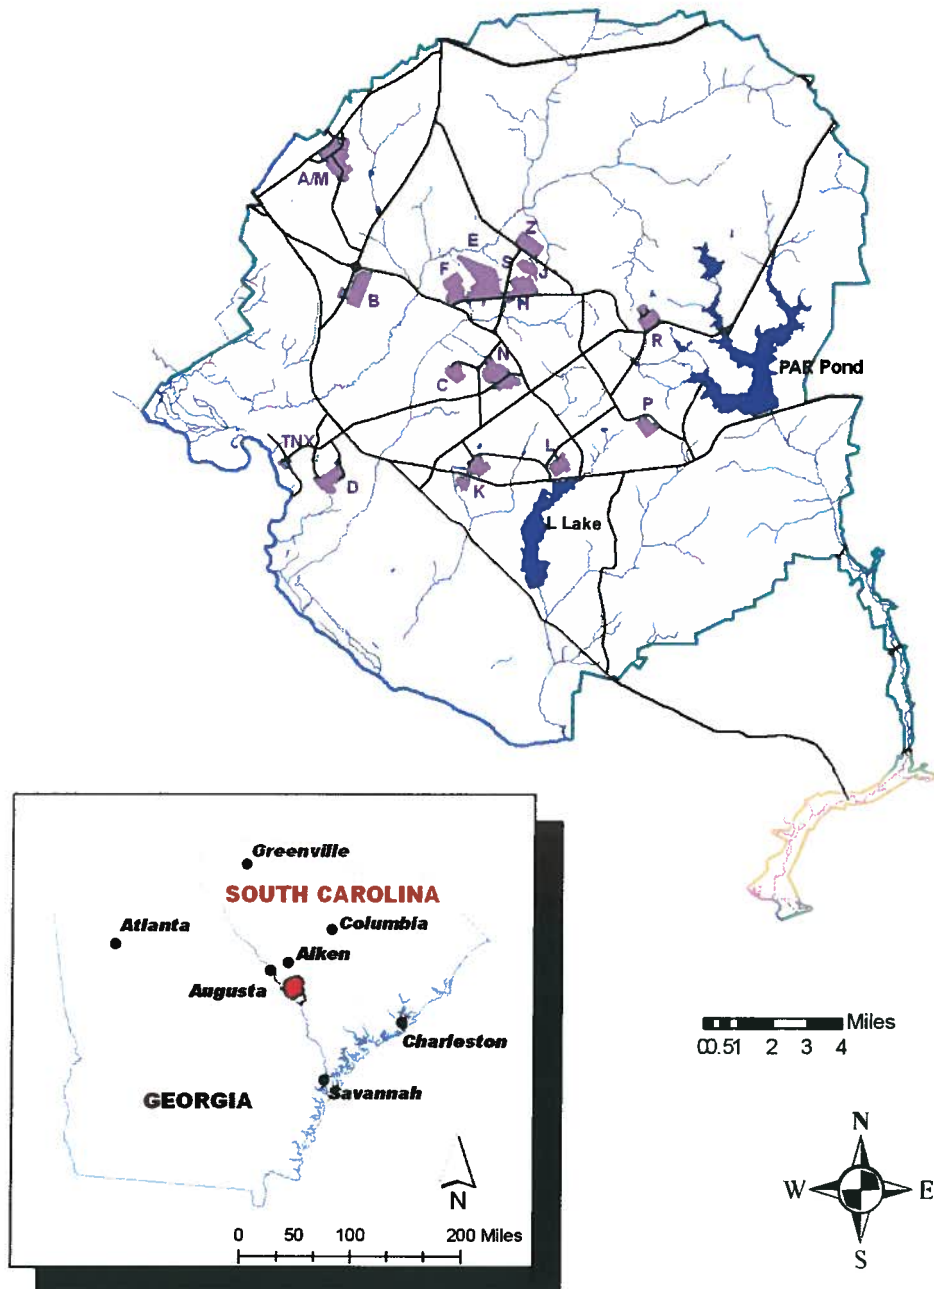 A/M
Z
E
S
F
J
H
B
R
PAR Pond
N
C
P
TNX
L
D
K
L Lake
Greenville
SOUTH CAROLINA
Atlanta
Columbia
Aiken
Augusta
Charleston
Savannah
GEORGIA
N
0 50 100 200 Miles
Miles
0 0.5 1 2 3 4
N
W E
S